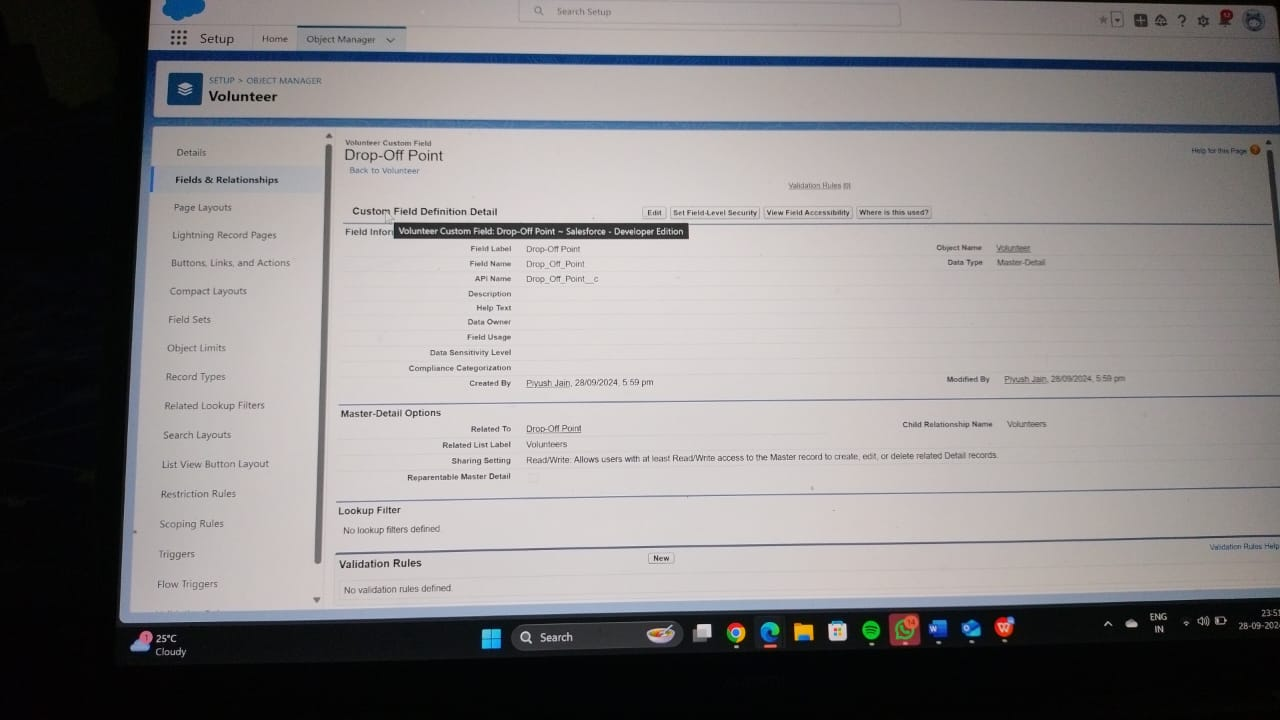 Search Setup
Setup
Home
Object Manager
SETUP > OBJECT MANAGER
Volunteer
Details
Fields & Relationships
Page Layouts
Lightning Record Pages
Buttons, Links, and Actions
Compact Layouts
Field Sets
Object Limits
Record Types
Related Lookup Filters
Search Layouts
List View Button Layout
Restriction Rules
Scoping Rules
Triggers
Flow Triggers
Volunteer Custom Field
Drop-Off Point
Back to Volunteer
Help for this Page
Validation Rules [0]
Custom Field Definition Detail
Edit Set Field-Level Security View Field Accessibility Where is this used?
Field Infor
Volunteer Custom Field: Drop-Off Point ~ Salesforce - Developer Edition
Field Label Drop-Off Point Object Name Volunteer
Field Name Drop_Off_Point Data Type Master-Detail
API Name Drop_Off_Point__c
Description
Help Text
Data Owner
Field Usage
Data Sensitivity Level
Compliance Categorization
Created By Piyush Jain, 28/09/2024, 5:59 pm Modified By Piyush Jain, 28/09/2024, 5:59 pm
Master-Detail Options
Related To Drop-Off Point Child Relationship Name Volunteers
Related List Label Volunteers
Sharing Setting Read/Write: Allows users with at least Read/Write access to the Master record to create, edit, or delete related Detail records.
Reparentable Master Detail
Lookup Filter
No lookup filters defined.
Validation Rules New Validation Rules Help
No validation rules defined.
1
25°C
Cloudy
Search
ENG
IN
23:51
28-09-202